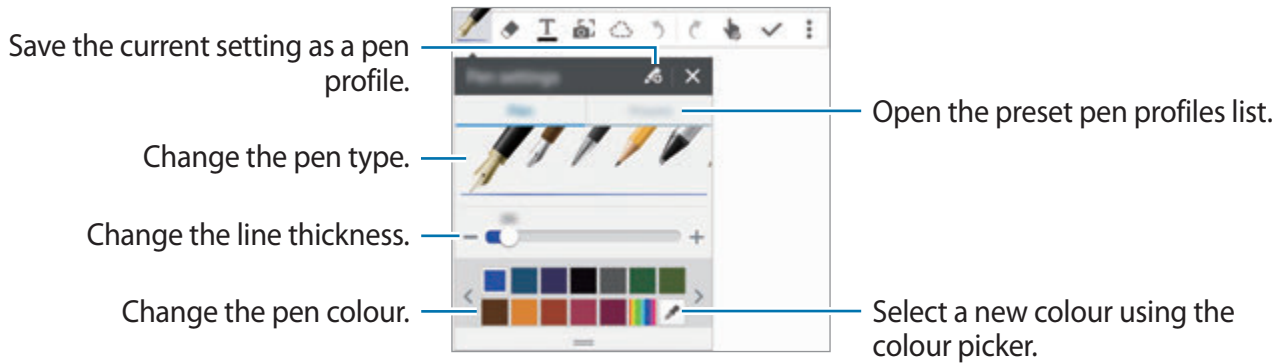 Save the current setting as a pen
profile.
Open the preset pen profiles list.
Change the pen type.
Change the line thickness.
Change the pen colour.
Select a new colour using the
colour picker.